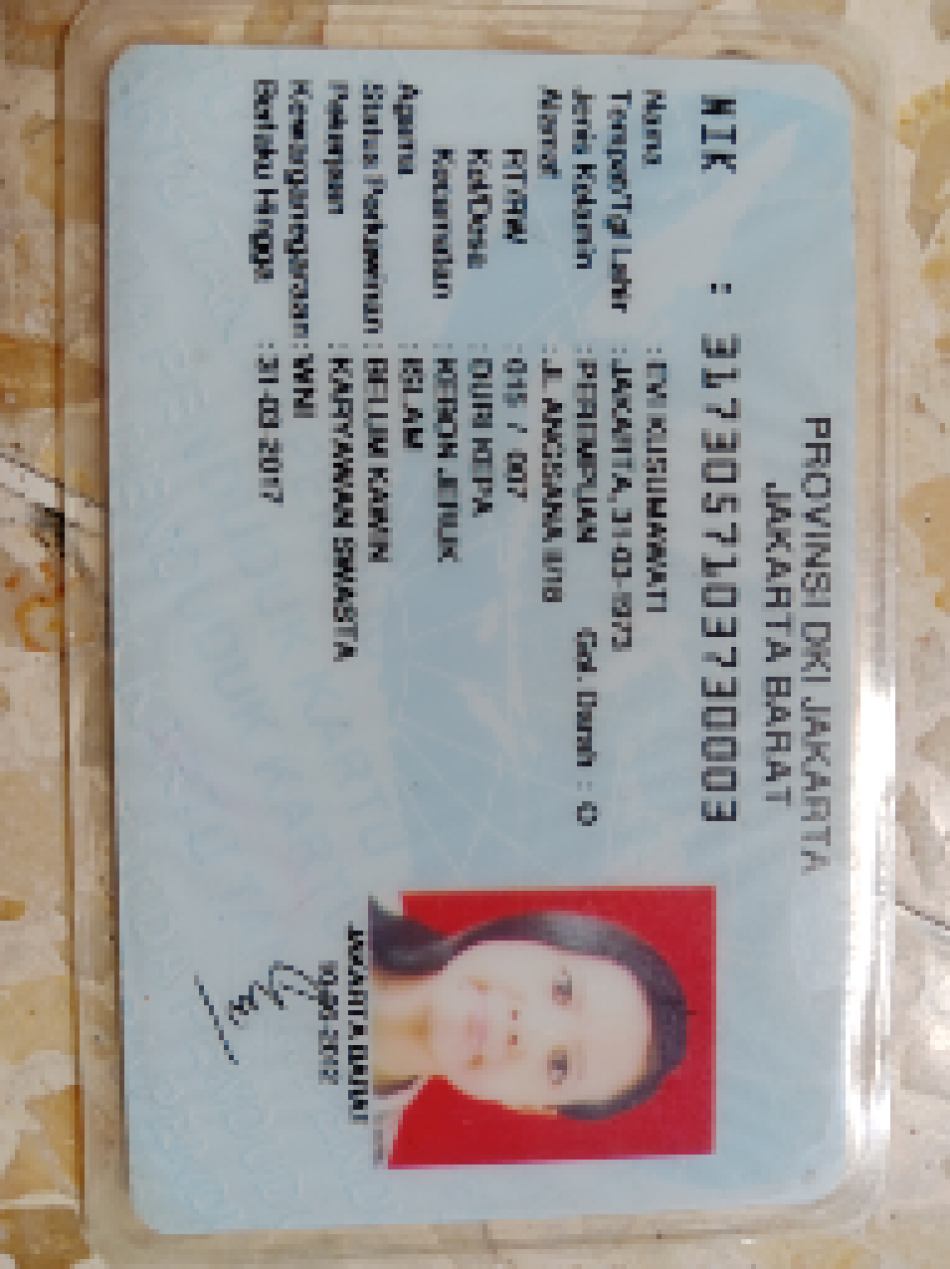 PROVINSI DKI JAKARTA
JAKARTA BARAT
NIK : 3173057103730003
Nama : EVI KUSUMAWATI
Tempat/Tgl Lahir : JAKARTA, 31-03-1973
Jenis Kelamin : PEREMPUAN Gol. Darah : O
Alamat : JL. ANGSANA
RT/RW : 015 / 007
Kel/Desa : DURI KEPA
Kecamatan : KEBON JERUK
Agama : ISLAM
Status Perkawinan : BELUM KAWIN
Pekerjaan : KARYAWAN SWASTA
Kewarganegaraan : WNI
Berlaku Hingga : 31-03-2017
JAKARTA BARAT
2012